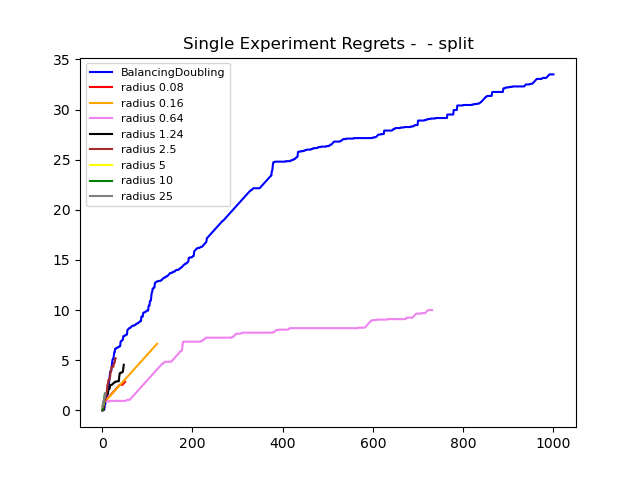 Single Experiment Regrets -  - split
35
30
25
20
15
10
5
0
BalancingDoubling
radius 0.08
radius 0.16
radius 0.64
radius 1.24
radius 2.5
radius 5
radius 10
radius 25
0 200 400 600 800 1000